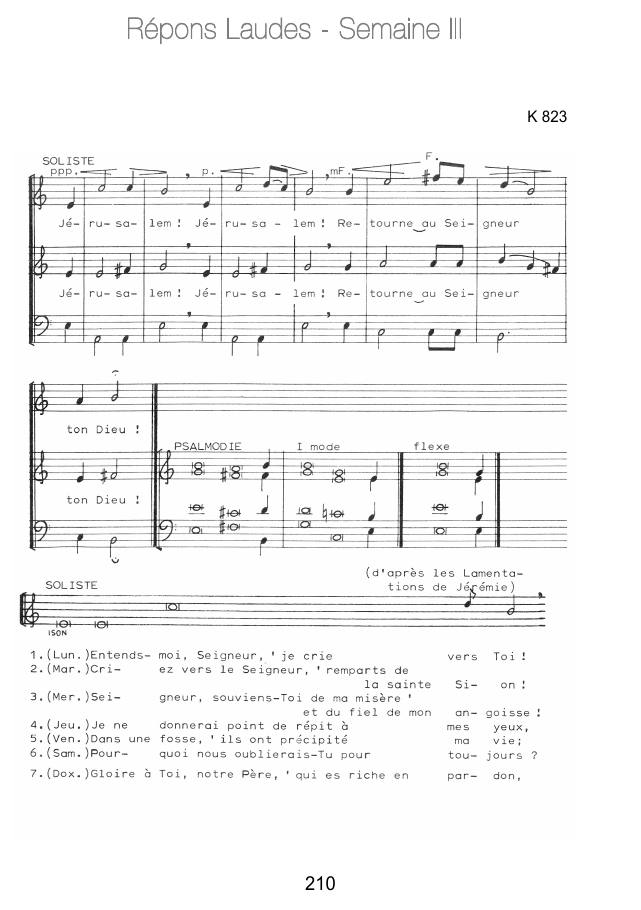 Répons Laudes - Semaine III
K 823
SOLISTE
ppp. p. mF. F.
Jé- ru- sa- lem! Jé- ru- sa - lem! Re- tourne au Sei - gneur
Jé- ru- sa- lem! Jé- ru- sa - lem! Re- tourne au Sei- gneur
ton Dieu !
PSALMODIE I mode flexe
ton Dieu !
(d'après les Lamenta-
SOLISTE tions de Jérémie)
ISON
1.(Lun.)Entends- moi, Seigneur, ' je crie vers Toi !
2.(Mar.)Cri- ez vers le Seigneur, ' remparts de
la sainte Si- on !
3.(Mer.)Sei- gneur, souviens-Toi de ma misère '
et du fiel de mon an- goisse !
4.(Jeu.)Je ne donnerai point de répit à mes yeux,
5.(Ven.)Dans une fosse, ' ils ont précipité ma vie;
6.(Sam.)Pour- quoi nous oublierais-Tu pour tou- jours ?
7.(Dox.)Gloire à Toi, notre Père, ' qui es riche en par- don,
210